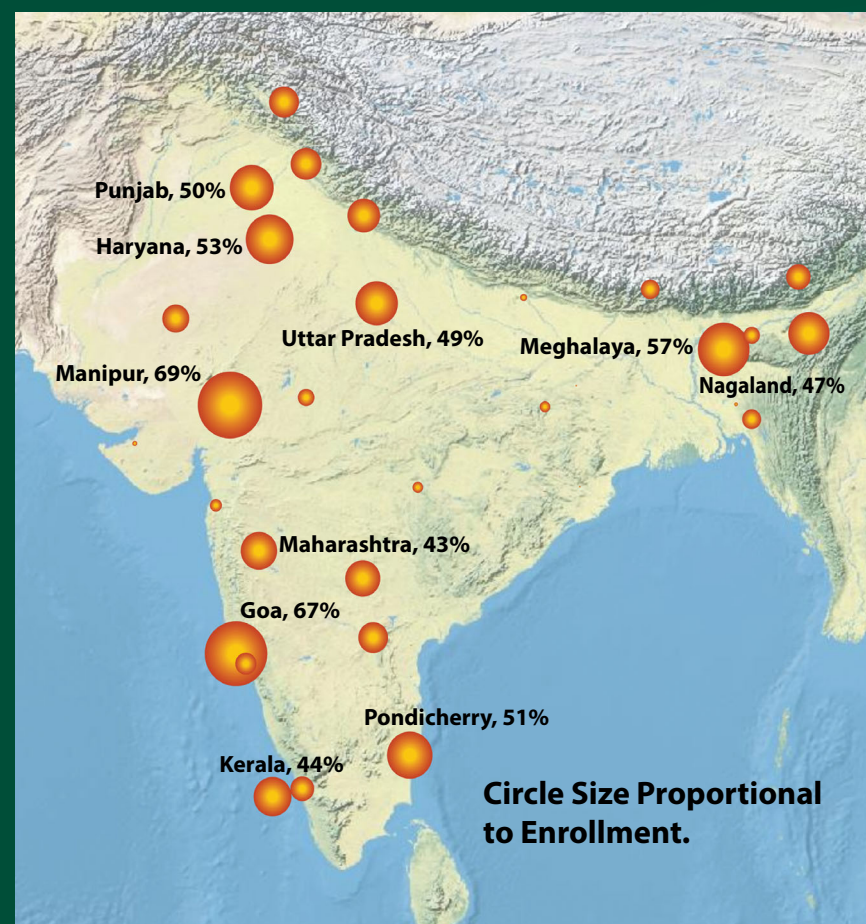 Punjab, 50%
Haryana, 53%
Uttar Pradesh, 49%
Meghalaya, 57%
Manipur, 69%
Nagaland, 47%
Maharashtra, 43%
Goa, 67%
Pondicherry, 51%
Kerala, 44%
Circle Size Proportional
to Enrollment.